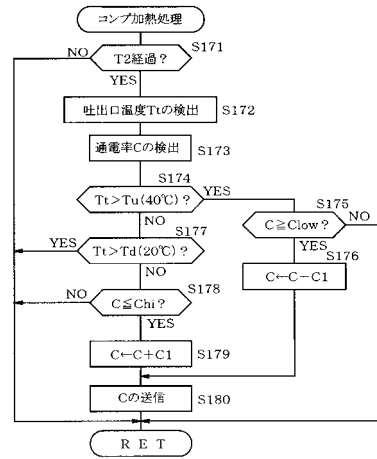 コンプ加熱処理
S171
NO
T2経過?
YES
吐出口温度Ttの検出
S172
通電率Cの検出
S173
S174
Tt>Tu(40℃)?
YES
NO
S175
C≧Clow?
NO
YES
S177
YES
Tt>Td(20℃)?
NO
S176
C←C−C1
S178
NO
C≦Chi?
YES
C←C+C1
S179
Cの送信
S180
RET